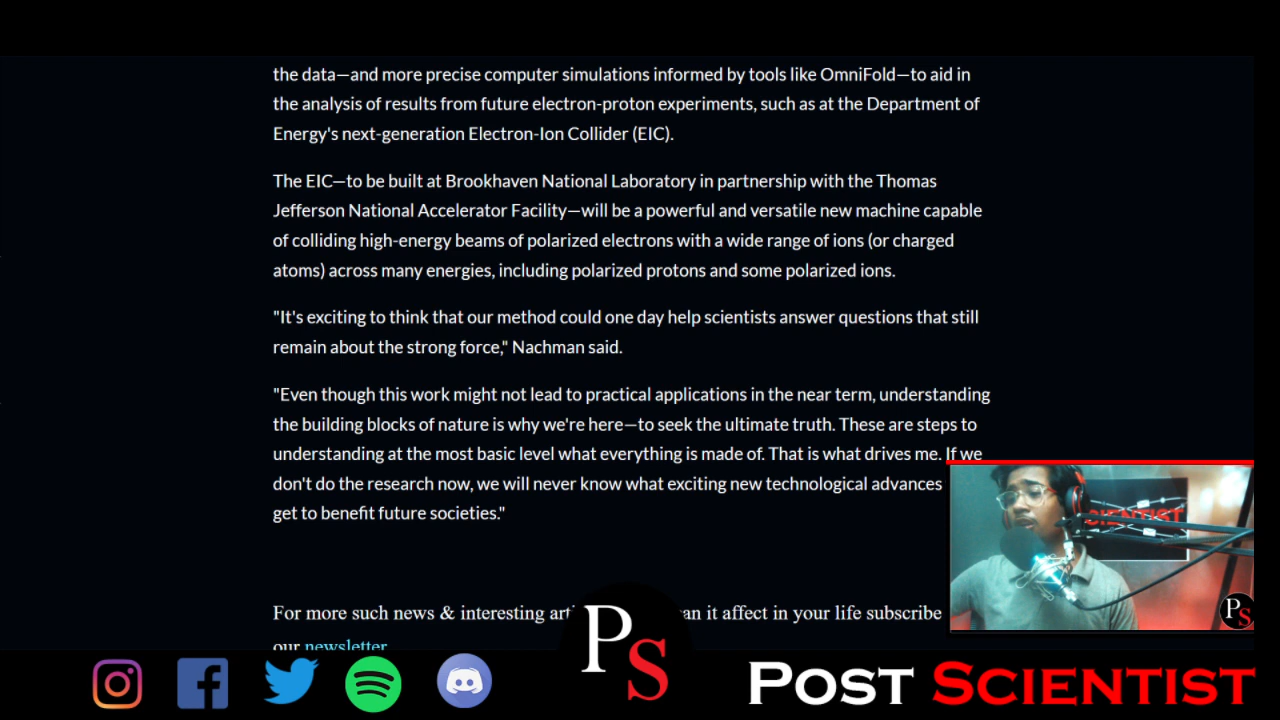 the data—and more precise computer simulations informed by tools like OmniFold—to aid in
the analysis of results from future electron-proton experiments, such as at the Department of
Energy's next-generation Electron-Ion Collider (EIC).
The EIC—to be built at Brookhaven National Laboratory in partnership with the Thomas
Jefferson National Accelerator Facility—will be a powerful and versatile new machine capable
of colliding high-energy beams of polarized electrons with a wide range of ions (or charged
atoms) across many energies, including polarized protons and some polarized ions.
"It's exciting to think that our method could one day help scientists answer questions that still
remain about the strong force," Nachman said.
"Even though this work might not lead to practical applications in the near term, understanding
the building blocks of nature is why we're here—to seek the ultimate truth. These are steps to
understanding at the most basic level what everything is made of. That is what drives me. If we
don't do the research now, we will never know what exciting new technological advances
get to benefit future societies."
SCIENTIST
PS
For more such news & interesting it affect in your life subscribe
our newsletter
PS
POST SCIENTIST